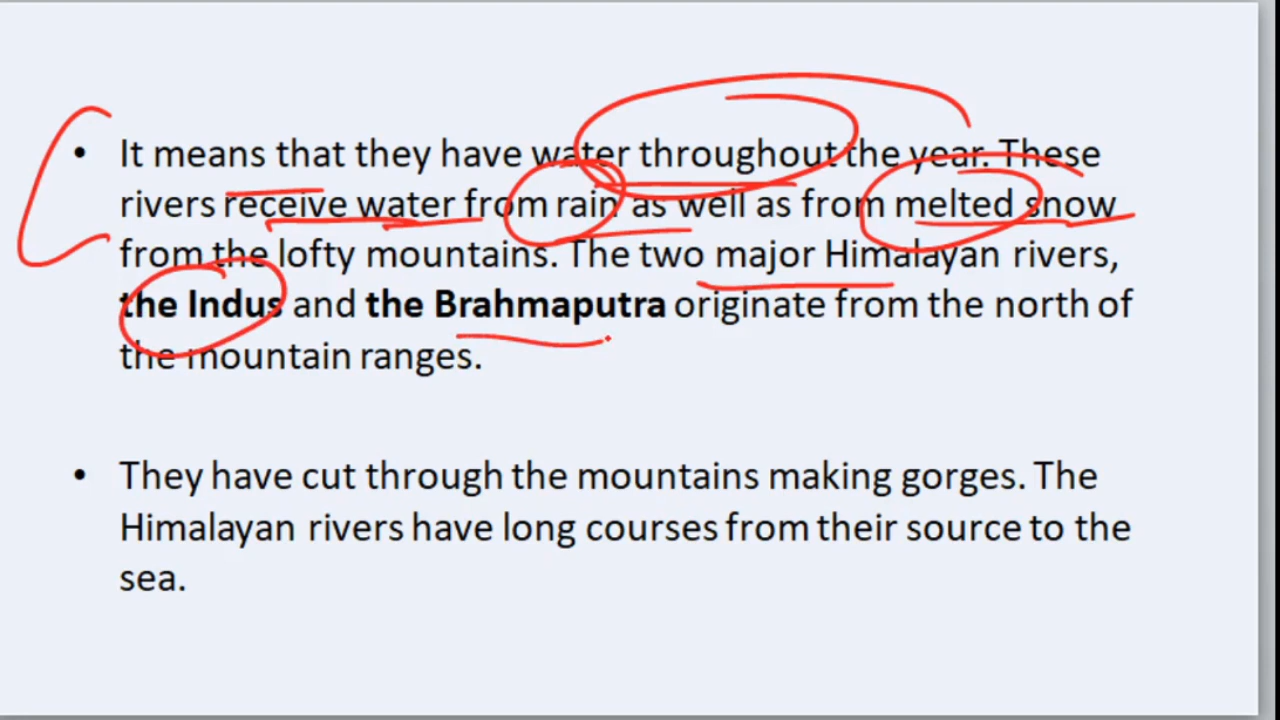 • It means that they have water throughout the year. These
rivers receive water from rain as well as from melted snow
from the lofty mountains. The two major Himalayan rivers,
the Indus and the Brahmaputra originate from the north of
the mountain ranges.
• They have cut through the mountains making gorges. The
Himalayan rivers have long courses from their source to the
sea.